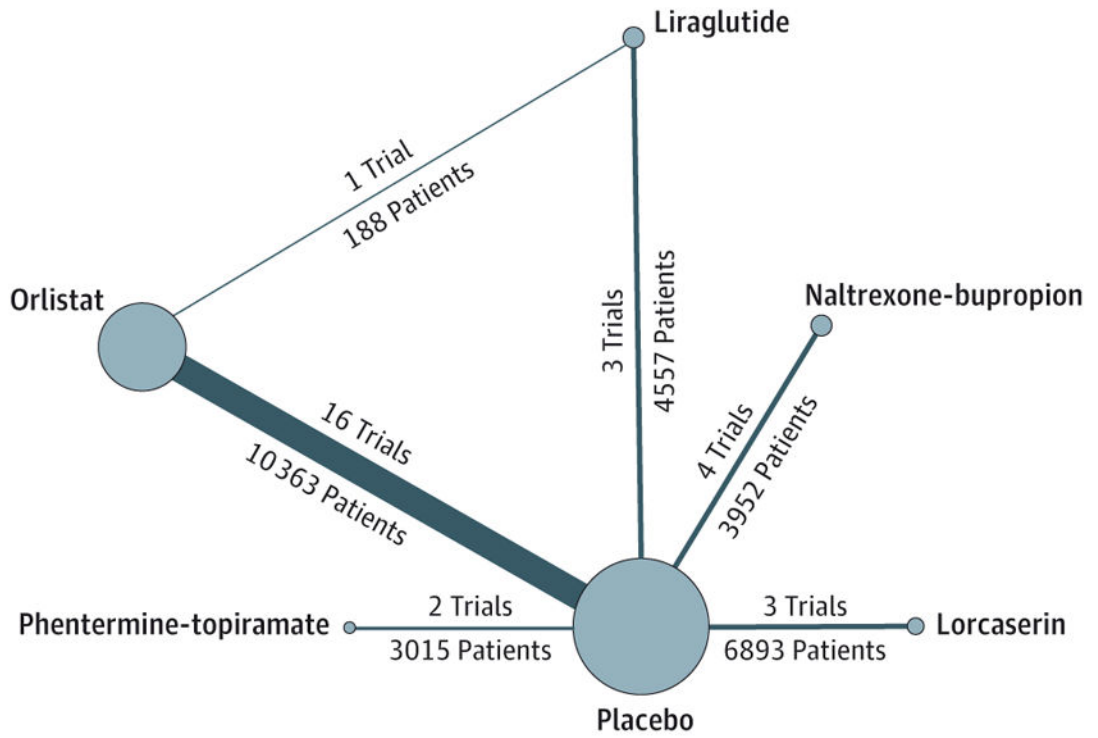 Liraglutide
1 Trial
188 Patients
Orlistat
3 Trials
4557 Patients
Naltrexone-bupropion
16 Trials
10 363 Patients
4 Trials
3952 Patients
Phentermine-topiramate
2 Trials
3015 Patients
3 Trials
6893 Patients
Lorcaserin
Placebo